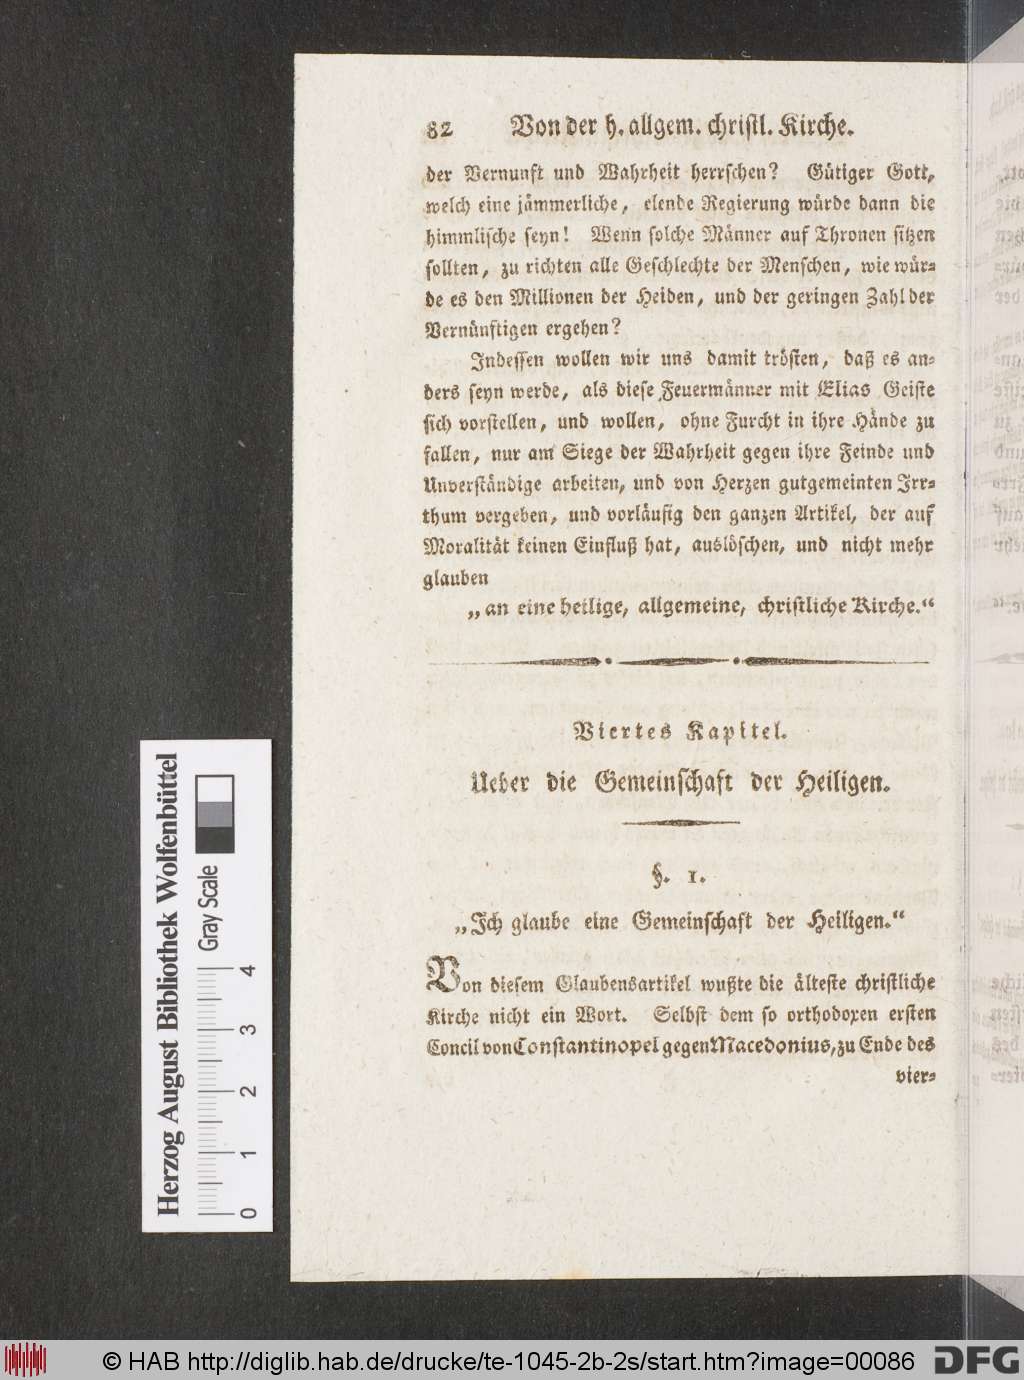 82 Von der h. allgem. christl. Kirche.
der Vernunft und Wahrheit herrschen? Gütiger Gott,
welch eine jämmerliche, elende Regierung würde dann die
himmlische seyn! Wenn solche Männer auf Thronen sitzen
sollten, zu richten alle Geschlechte der Menschen, wie wür-
de es den Millionen der Heiden, und der geringen Zahl der
Vernünftigen ergehen?
Indessen wollen wir uns damit trösten, daß es an-
ders seyn werde, als diese Feuermänner mit Elias Geiste
sich vorstellen, und wollen, ohne Furcht in ihre Hände zu
fallen, nur am Siege der Wahrheit gegen ihre Feinde und
Unverständige arbeiten, und von Herzen gutgemeinten Irr-
thum vergeben, und vorläufig den ganzen Artikel, der auf
Moralität keinen Einfluß hat, auslöschen, und nicht mehr
glauben
„an eine heilige, allgemeine, christliche Kirche.“
Viertes Kapitel.
Ueber die Gemeinschaft der Heiligen.
§. 1.
„Ich glaube eine Gemeinschaft der Heiligen.“
Von diesem Glaubensartikel wußte die älteste christliche
Kirche nicht ein Wort. Selbst dem so orthodoxen ersten
Concil von Constantinopel gegen Macedonius, zu Ende des
vier-
Herzog August Bibliothek Wolfenbüttel
Gray Scale
0 1 2 3 4
© HAB http://diglib.hab.de/drucke/te-1045-2b-2s/start.htm?image=00086
DFG